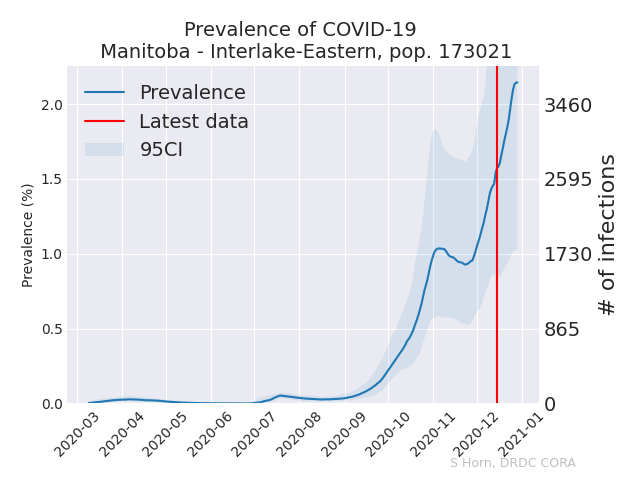 Prevalence of COVID-19
Manitoba - Interlake-Eastern, pop. 173021
Prevalence
Latest data
95CI
Prevalence (%)
2.0
1.5
1.0
0.5
0.0
3460
2595
1730
865
0
# of infections
2020-03
2020-04
2020-05
2020-06
2020-07
2020-08
2020-09
2020-10
2020-11
2020-12
2021-01
S Horn, DRDC CORA